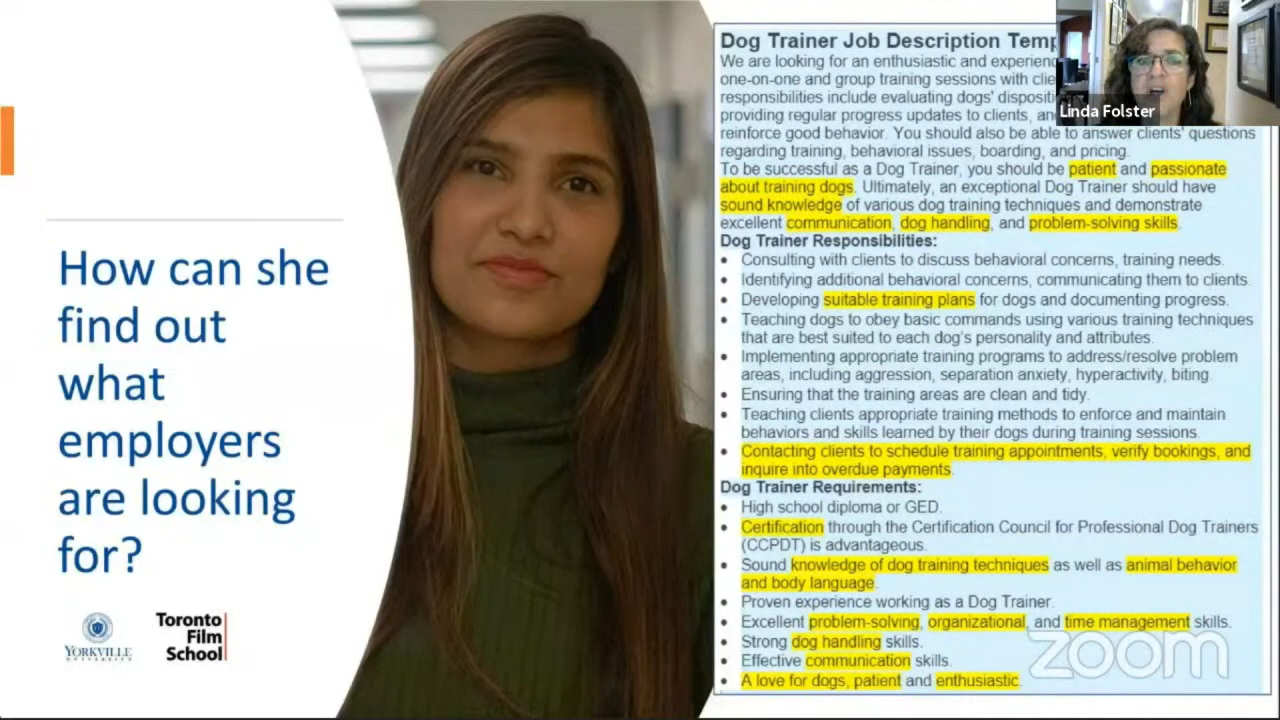 How can she
find out
what
employers
are looking
for?
YORKVILLE
UNIVERSITY
Toronto
Film
School
Dog Trainer Job Description
We are looking for an enthusiastic and
one-on-one and group training sessions with
responsibilities include evaluating dogs'
providing regular progress updates to clients,
reinforce good behavior. You should also be able to answer clients' questions
regarding training, behavioral issues, boarding, and pricing.
To be successful as a Dog Trainer, you should be patient and passionate
about training dogs. Ultimately, an exceptional Dog Trainer should have
sound knowledge of various dog training techniques and demonstrate
excellent communication, dog handling, and problem-solving skills.
Dog Trainer Responsibilities:
• Consulting with clients to discuss behavioral concerns, training needs.
• Identifying additional behavioral concerns, communicating them to clients.
• Developing suitable training plans for dogs and documenting progress.
• Teaching dogs to obey basic commands using various training techniques
that are best suited to each dog's personality and attributes.
• Implementing appropriate training programs to address/resolve problem
areas, including aggression, separation anxiety, hyperactivity, biting.
• Ensuring that the training areas are clean and tidy.
• Teaching clients appropriate training methods to enforce and maintain
behaviors and skills learned by their dogs during training sessions.
• Contacting clients to schedule training appointments, verify bookings, and
inquire into overdue payments.
Dog Trainer Requirements:
• High school diploma or GED.
• Certification through the Certification Council for Professional Dog Trainers
(CCPDT) is advantageous.
• Sound knowledge of dog training techniques as well as animal behavior
and body language.
• Proven experience working as a Dog Trainer.
• Excellent problem-solving, organizational, and time management skills.
• Strong dog handling skills.
• Effective communication skills.
• A love for dogs, patient and enthusiastic.
Linda Folster
zoom